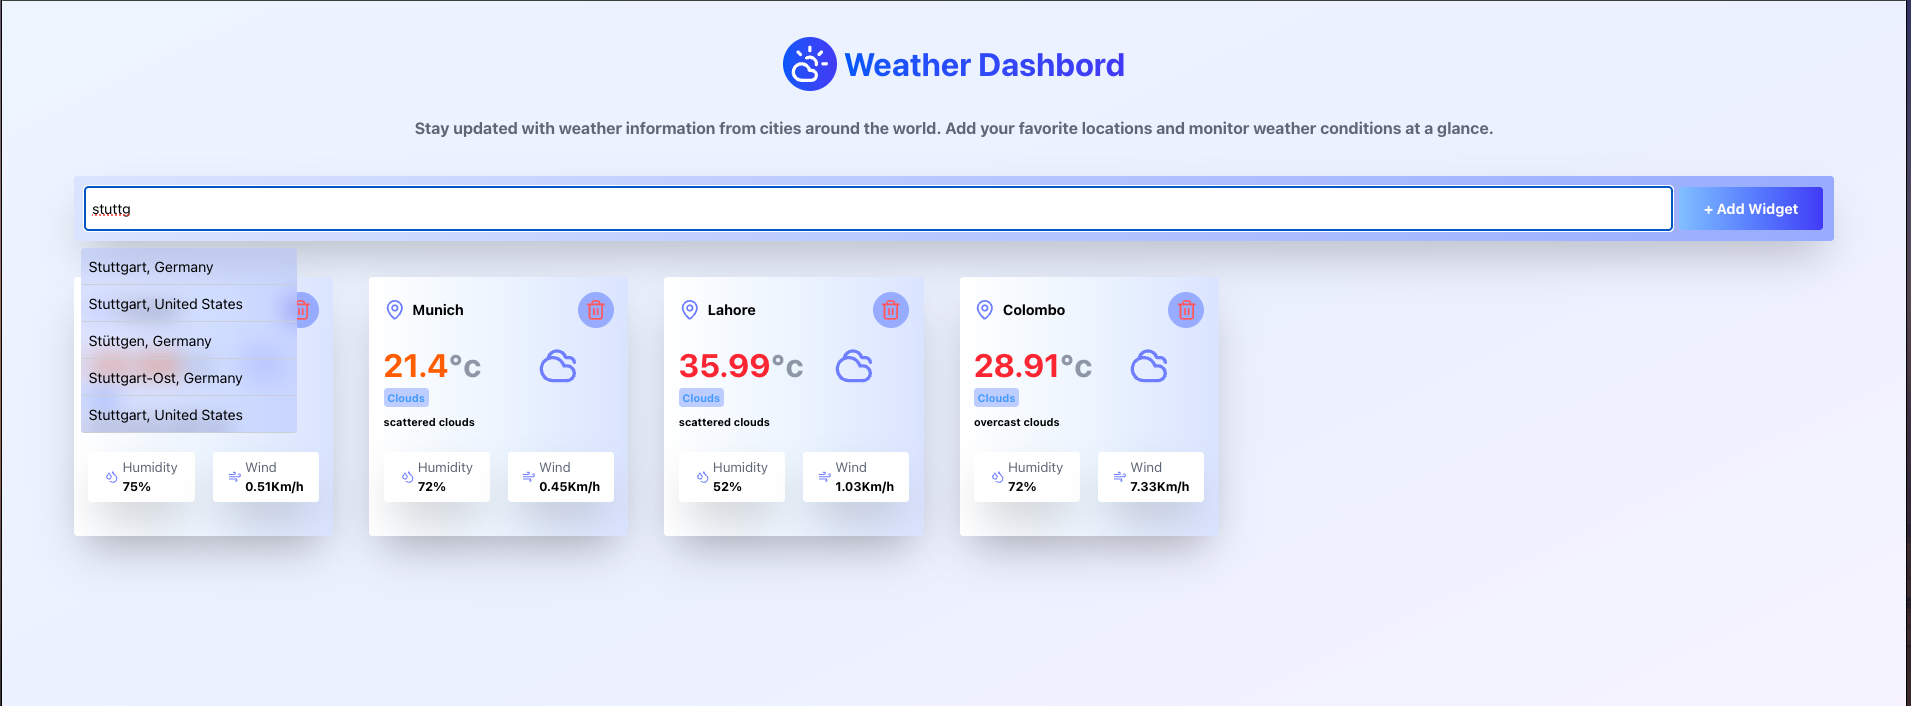 Weather Dashbord
Stay updated with weather information from cities around the world. Add your favorite locations and monitor weather conditions at a glance.
stuttg
+ Add Widget
Stuttgart, Germany
Stuttgart, United States
Stüttgen, Germany
Stuttgart-Ost, Germany
Stuttgart, United States
Humidity
75%
Wind
0.51Km/h
Munich
21.4°c
Clouds
scattered clouds
Humidity
72%
Wind
0.45Km/h
Lahore
35.99°c
Clouds
scattered clouds
Humidity
52%
Wind
1.03Km/h
Colombo
28.91°c
Clouds
overcast clouds
Humidity
72%
Wind
7.33Km/h